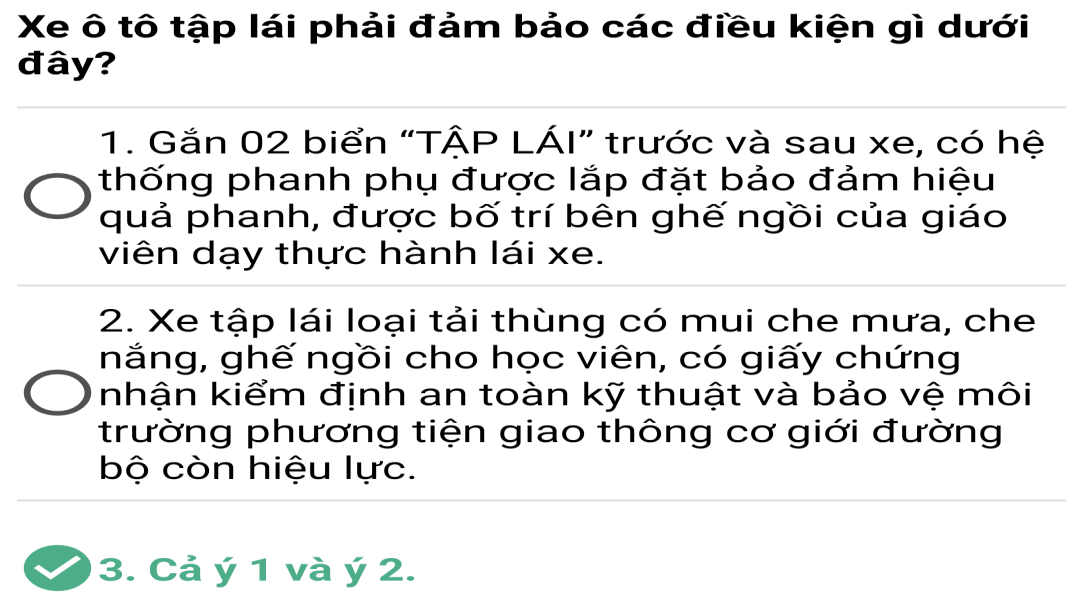 Xe ô tô tập lái phải đảm bảo các điều kiện gì dưới
đây?
1. Gắn 02 biển “TẬP LÁI” trước và sau xe, có hệ
thống phanh phụ được lắp đặt bảo đảm hiệu
quả phanh, được bố trí bên ghế ngồi của giáo
viên dạy thực hành lái xe.
2. Xe tập lái loại tải thùng có mui che mưa, che
nắng, ghế ngồi cho học viên, có giấy chứng
nhận kiểm định an toàn kỹ thuật và bảo vệ môi
trường phương tiện giao thông cơ giới đường
bộ còn hiệu lực.
3. Cả ý 1 và ý 2.